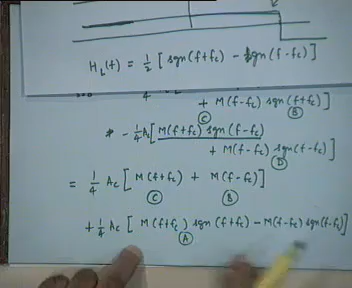 H_L(f) = 1/2 [ sgn(f+f_c) - sgn(f-f_c) ]
+ M(f-f_c) sgn(f+f_c)]
C B
- 1/4 A_c [ M(f+f_c) sgn(f-f_c)
+ M(f-f_c) sgn(f-f_c)]
D
= 1/4 A_c [ M(f+f_c) + M(f-f_c)]
C B
+ 1/4 A_c [ M(f+f_c) sgn(f+f_c) - M(f-f_c) sgn(f-f_c)]
A